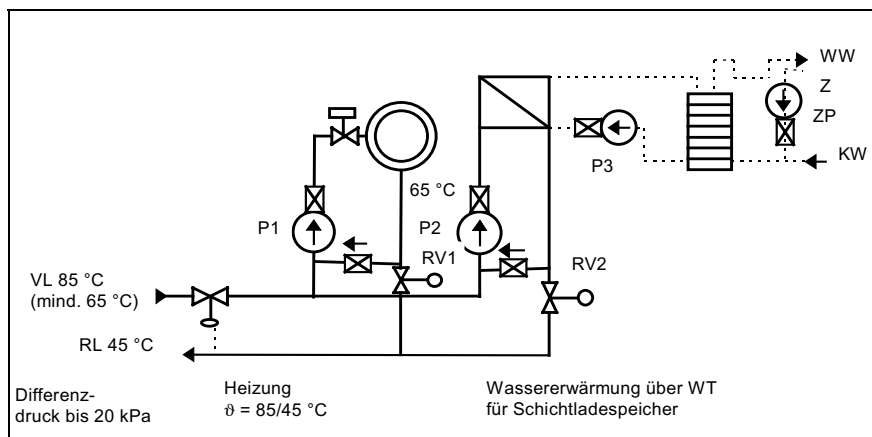 WW
Z
ZP
KW
P3
65 °C
P1
P2
RV1
RV2
VL 85 °C
(mind. 65 °C)
RL 45 °C
Differenz-
druck bis 20 kPa
Heizung
ϑ = 85/45 °C
Wassererwärmung über WT
für Schichtladespeicher